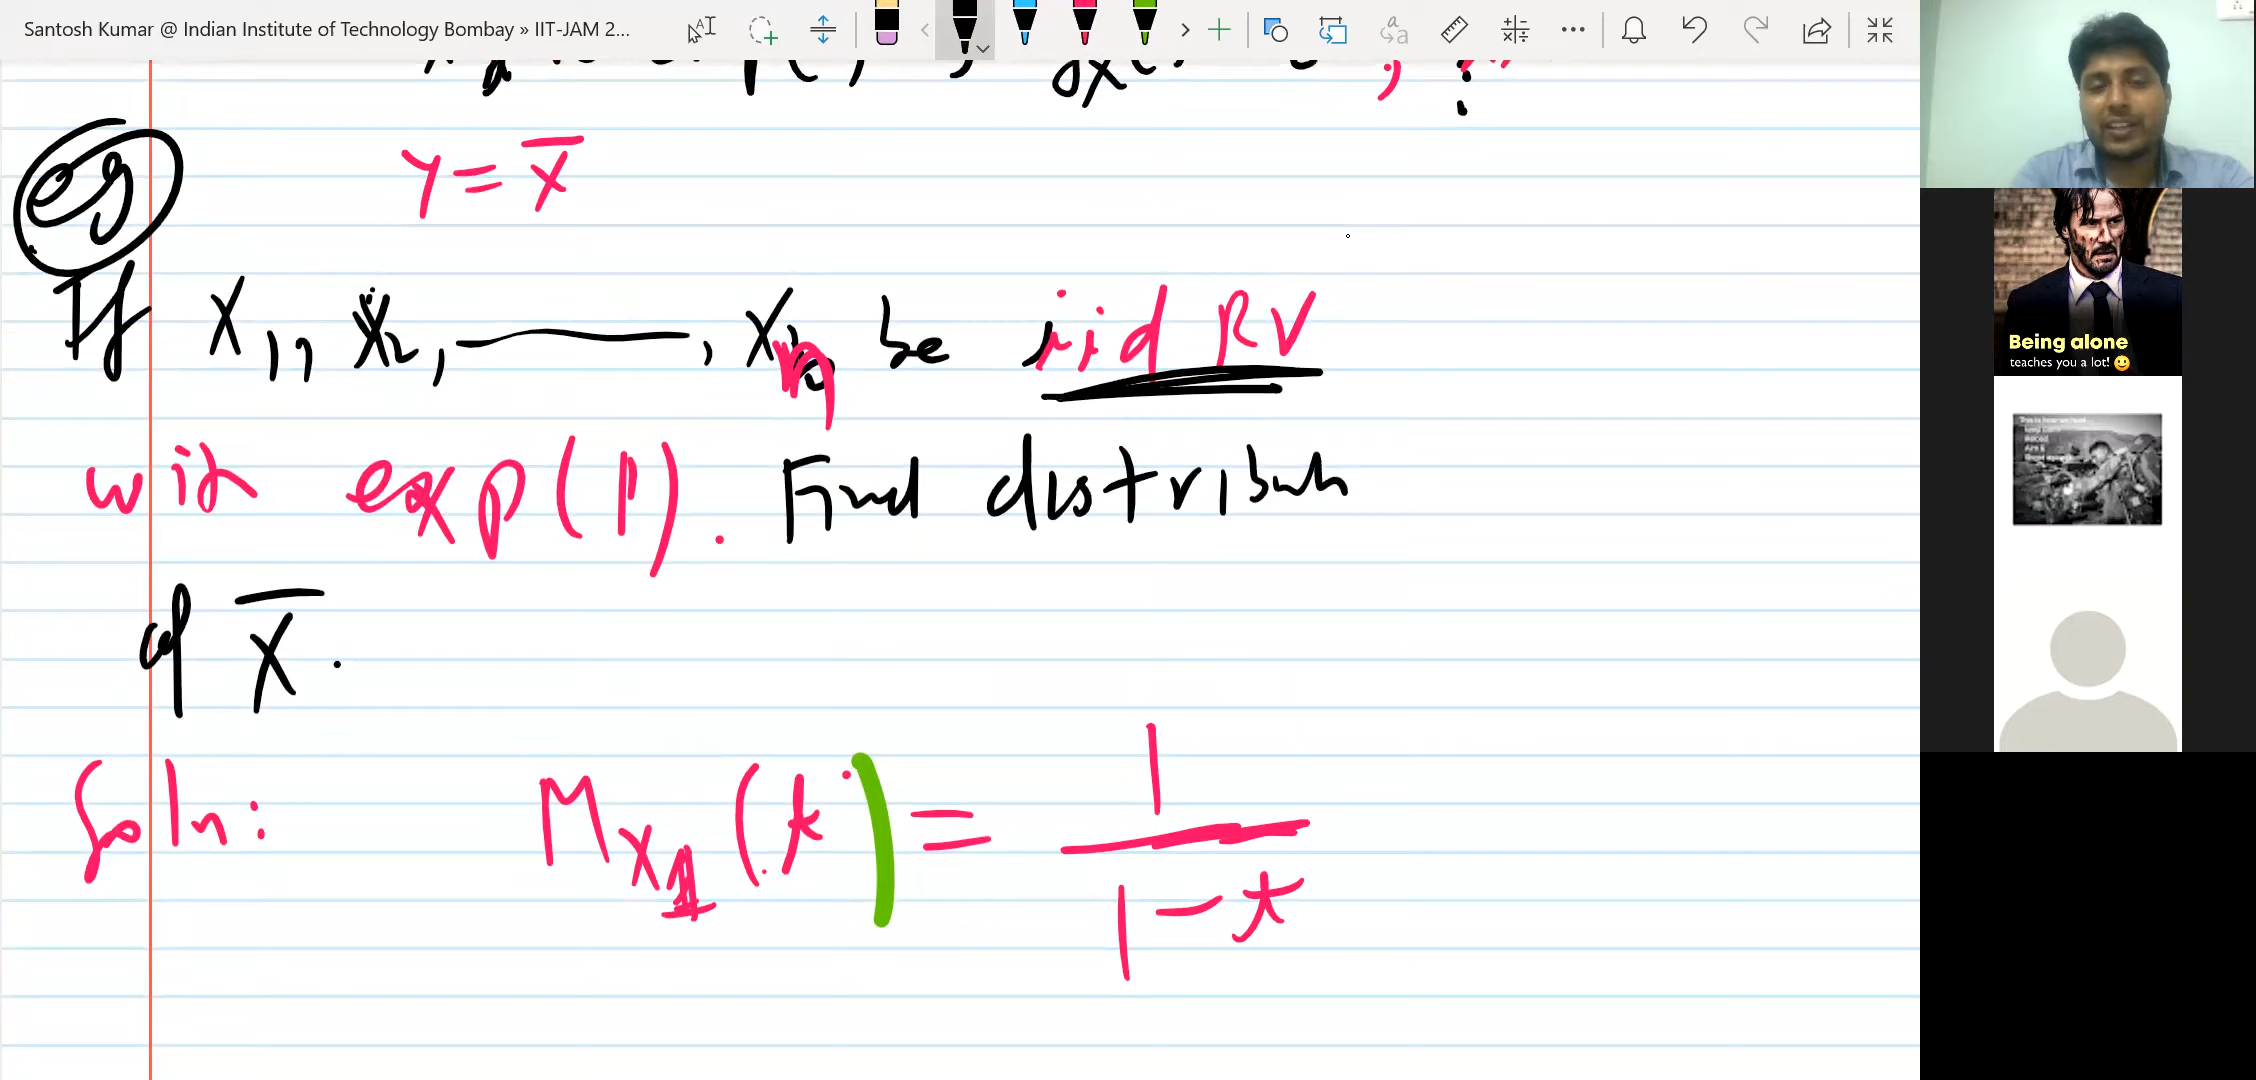 Santosh Kumar @ Indian Institute of Technology Bombay » IIT-JAM 2...
eg
Y = X̅
If X₁, X₂, ———, Xn be iid RV
with exp(1). Find distribution
of X̅.
Soln: M_X₁(t) = 1/(1-t)
Being alone
teaches you a lot!